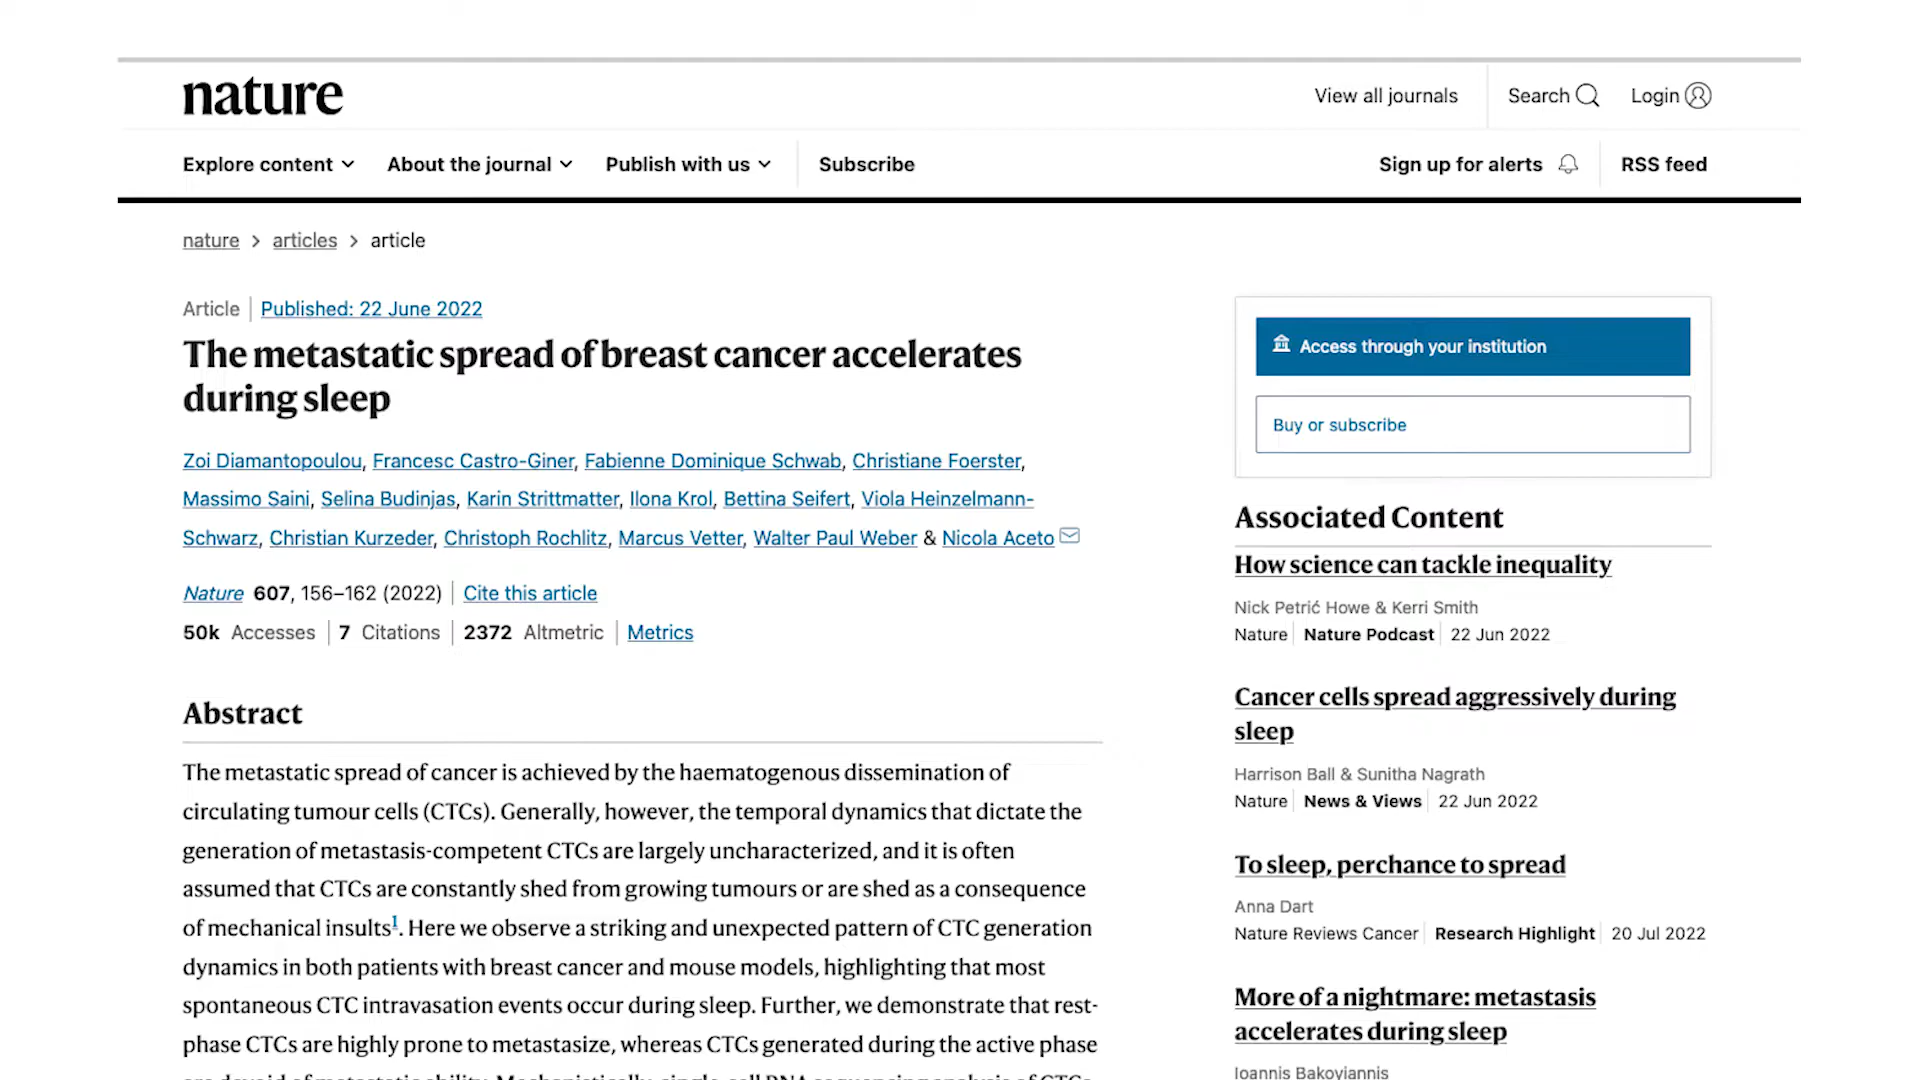 nature
View all journals
Search
Login
Explore content
About the journal
Publish with us
Subscribe
Sign up for alerts
RSS feed
nature > articles > article
Article | Published: 22 June 2022
The metastatic spread of breast cancer accelerates
during sleep
Zoi Diamantopoulou, Francesc Castro-Giner, Fabienne Dominique Schwab, Christiane Foerster,
Massimo Saini, Selina Budinjas, Karin Strittmatter, Ilona Krol, Bettina Seifert, Viola Heinzelmann-
Schwarz, Christian Kurzeder, Christoph Rochlitz, Marcus Vetter, Walter Paul Weber & Nicola Aceto
Nature 607, 156–162 (2022) | Cite this article
50k Accesses | 7 Citations | 2372 Altmetric | Metrics
Abstract
The metastatic spread of cancer is achieved by the haematogenous dissemination of
circulating tumour cells (CTCs). Generally, however, the temporal dynamics that dictate the
generation of metastasis-competent CTCs are largely uncharacterized, and it is often
assumed that CTCs are constantly shed from growing tumours or are shed as a consequence
of mechanical insults1. Here we observe a striking and unexpected pattern of CTC generation
dynamics in both patients with breast cancer and mouse models, highlighting that most
spontaneous CTC intravasation events occur during sleep. Further, we demonstrate that rest-
phase CTCs are highly prone to metastasize, whereas CTCs generated during the active phase
Access through your institution
Buy or subscribe
Associated Content
How science can tackle inequality
Nick Petrić Howe & Kerri Smith
Nature | Nature Podcast | 22 Jun 2022
Cancer cells spread aggressively during
sleep
Harrison Ball & Sunitha Nagrath
Nature | News & Views | 22 Jun 2022
To sleep, perchance to spread
Anna Dart
Nature Reviews Cancer | Research Highlight | 20 Jul 2022
More of a nightmare: metastasis
accelerates during sleep
Ioannis Bakoyiannis